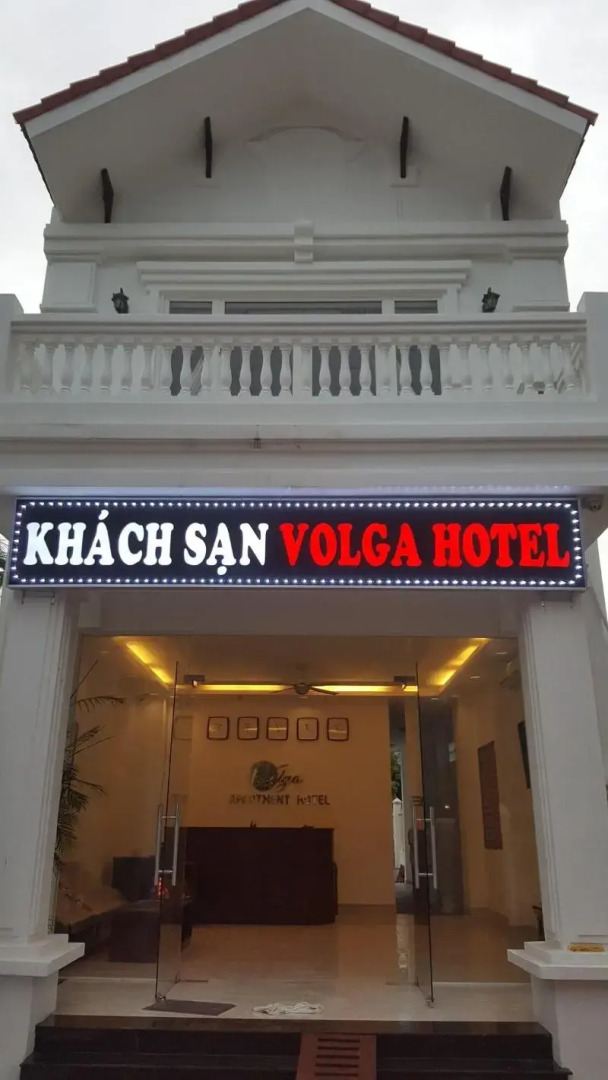 KHÁCH SẠN VOLGA HOTEL
Volga
APARTMENT HOTEL